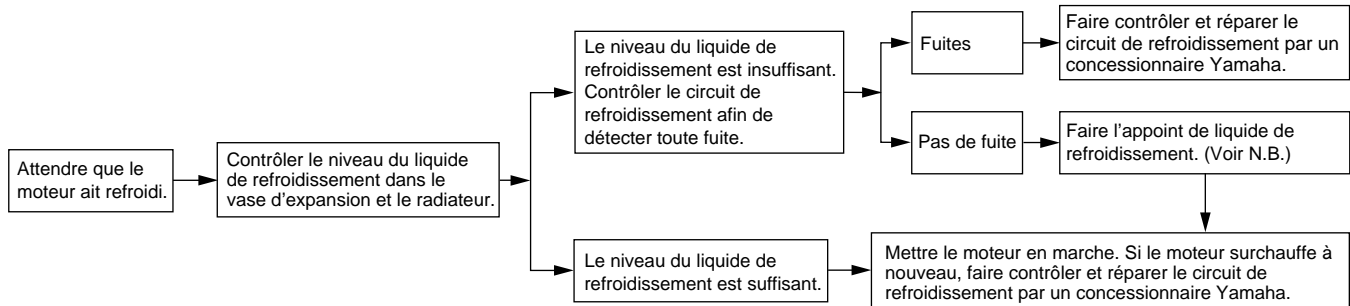 Attendre que le
moteur ait refroidi.
Contrôler le niveau du liquide
de refroidissement dans le
vase d'expansion et le radiateur.
Le niveau du liquide de
refroidissement est insuffisant.
Contrôler le circuit de
refroidissement afin de
détecter toute fuite.
Fuites
Faire contrôler et réparer le
circuit de refroidissement par un
concessionnaire Yamaha.
Pas de fuite
Faire l'appoint de liquide de
refroidissement. (Voir N.B.)
Le niveau du liquide de
refroidissement est suffisant.
Mettre le moteur en marche. Si le moteur surchauffe à
nouveau, faire contrôler et réparer le circuit de
refroidissement par un concessionnaire Yamaha.